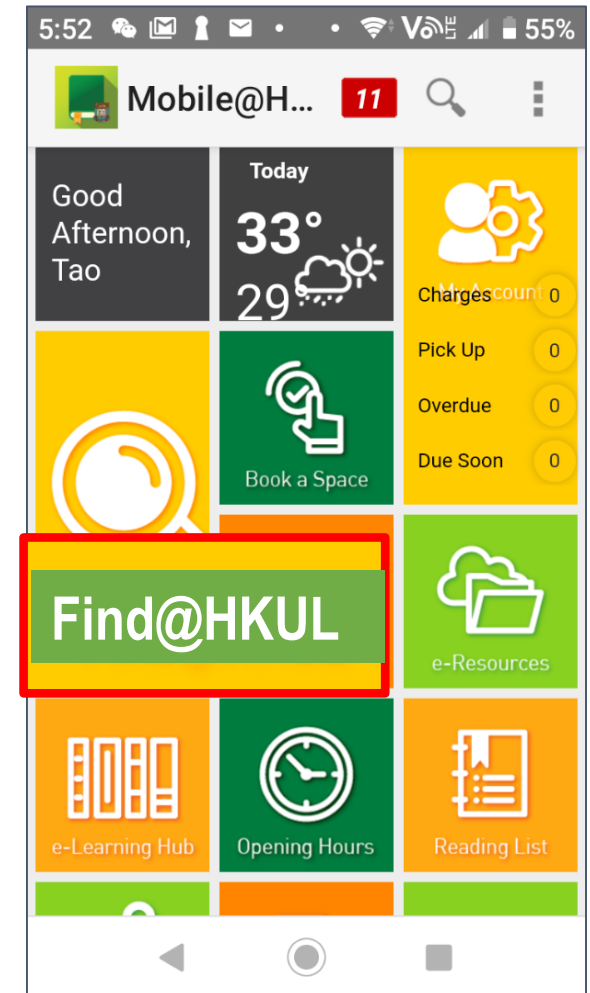 5:52
VoLTE
55%
Mobile@H...
11
Good
Afternoon,
Tao
Today
33°
29°
My Account
Charges 0
Pick Up 0
Overdue 0
Due Soon 0
Book a Space
Find@HKUL
e-Resources
e-Learning Hub
Opening Hours
Reading List